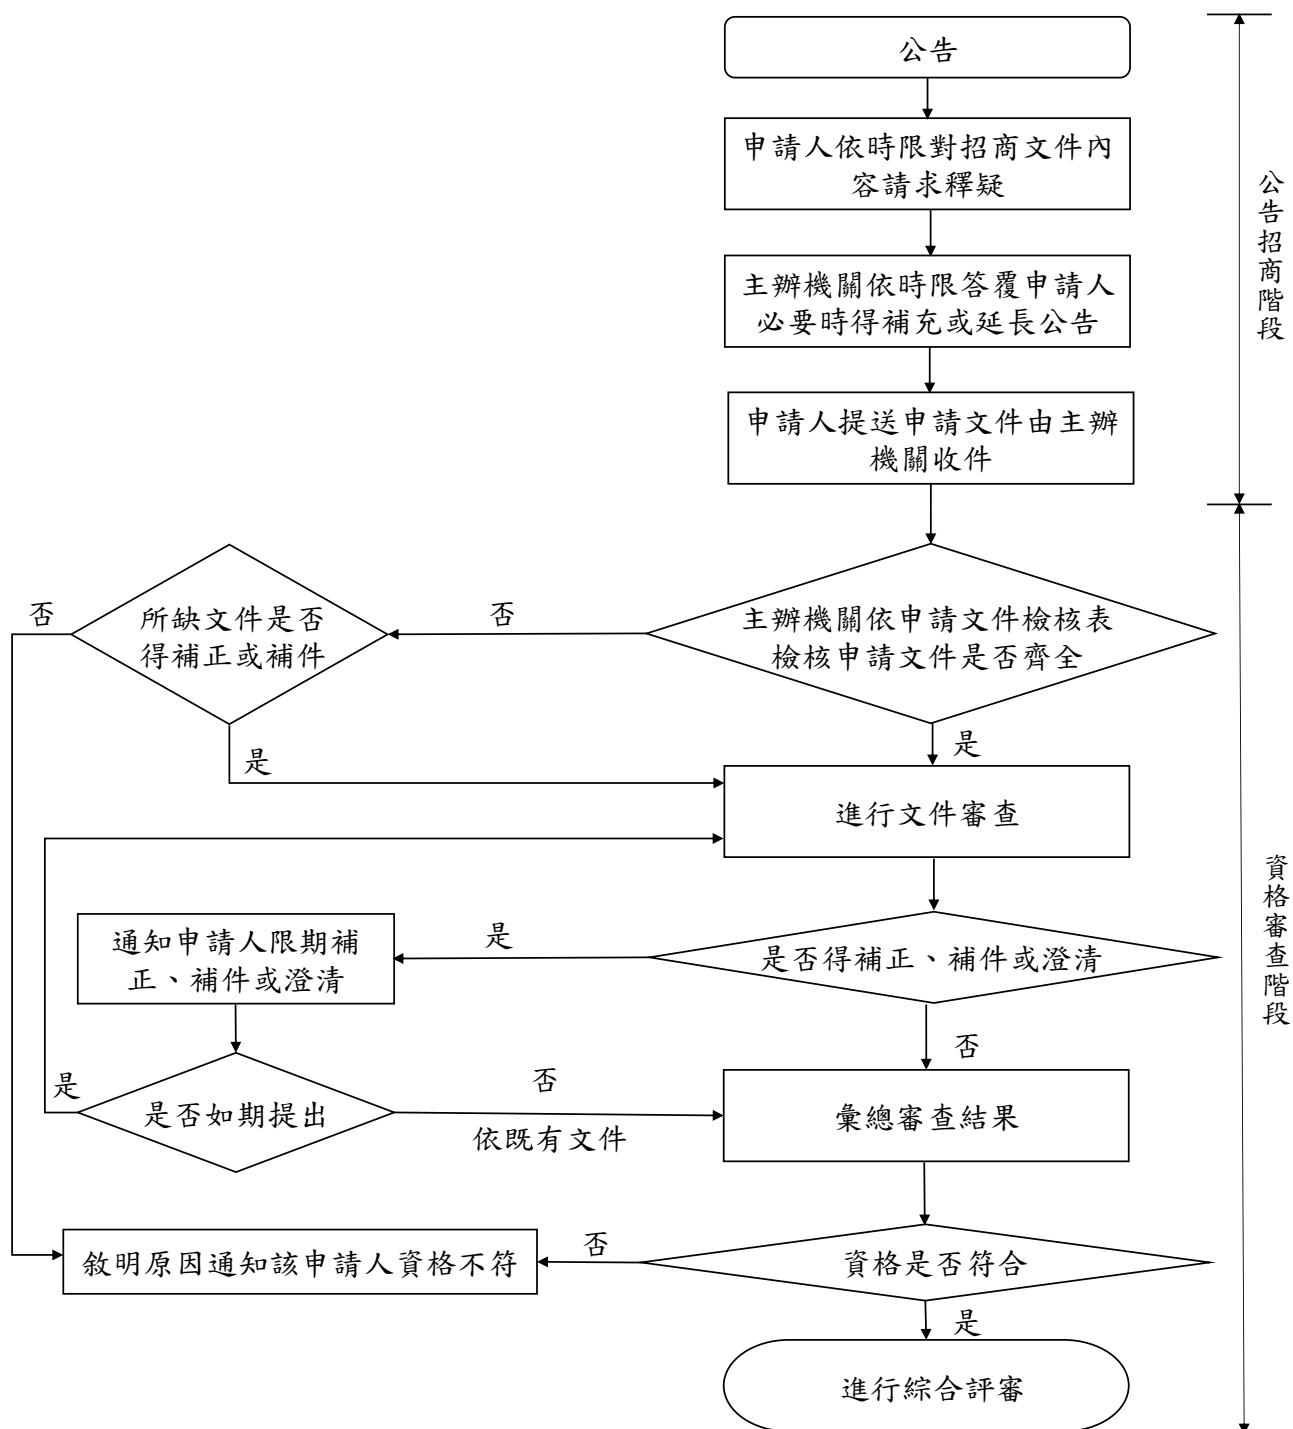 公告
申請人依時限對招商文件內
容請求釋疑
主辦機關依時限答覆申請人
必要時得補充或延長公告
申請人提送申請文件由主辦
機關收件
公告招商階段
否
所缺文件是否
得補正或補件
否
主辦機關依申請文件檢核表
檢核申請文件是否齊全
是
是
進行文件審查
通知申請人限期補
正、補件或澄清
是
是否得補正、補件或澄清
否
是
是否如期提出
否
依既有文件
彙總審查結果
敘明原因通知該申請人資格不符
否
資格是否符合
是
進行綜合評審
資格審查階段